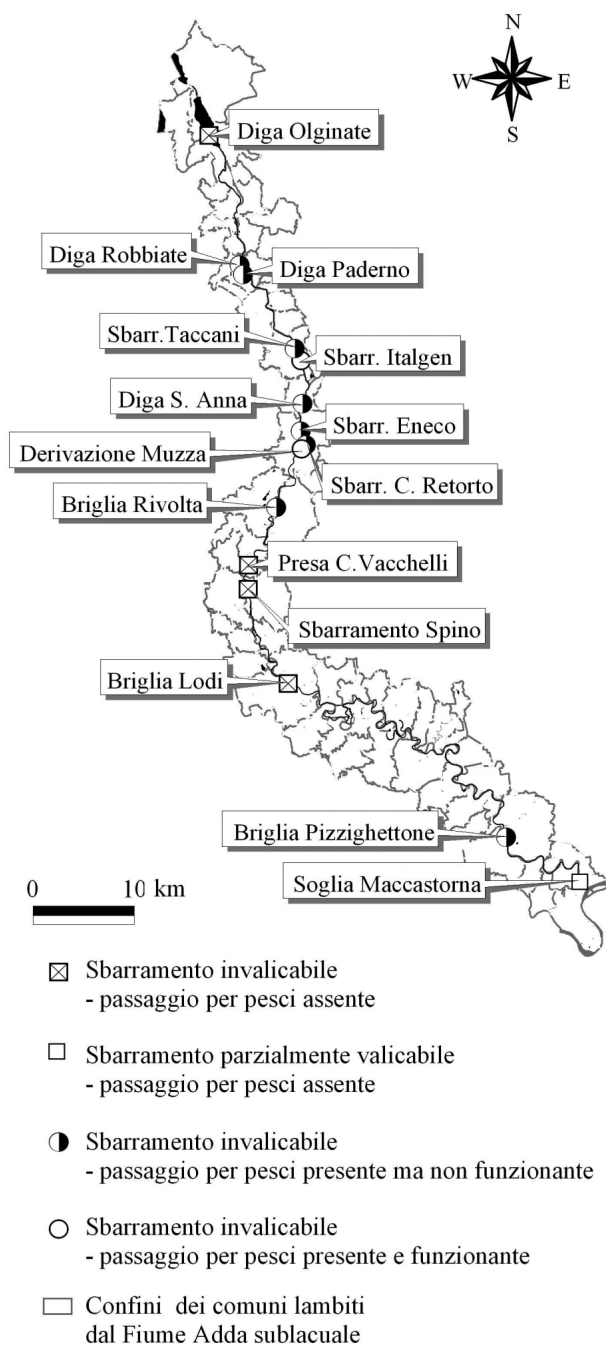 N
W E
S
Diga Olginate
Diga Robbiate
Diga Paderno
Sbarr.Taccani
Sbarr. Italgen
Diga S. Anna
Sbarr. Eneco
Derivazione Muzza
Sbarr. C. Retorto
Briglia Rivolta
Presa C.Vacchelli
Sbarramento Spino
Briglia Lodi
Briglia Pizzighettone
Soglia Maccastorna
0 10 km
Sbarramento invalicabile
- passaggio per pesci assente
Sbarramento parzialmente valicabile
- passaggio per pesci assente
Sbarramento invalicabile
- passaggio per pesci presente ma non funzionante
Sbarramento invalicabile
- passaggio per pesci presente e funzionante
Confini dei comuni lambiti
dal Fiume Adda sublacuale